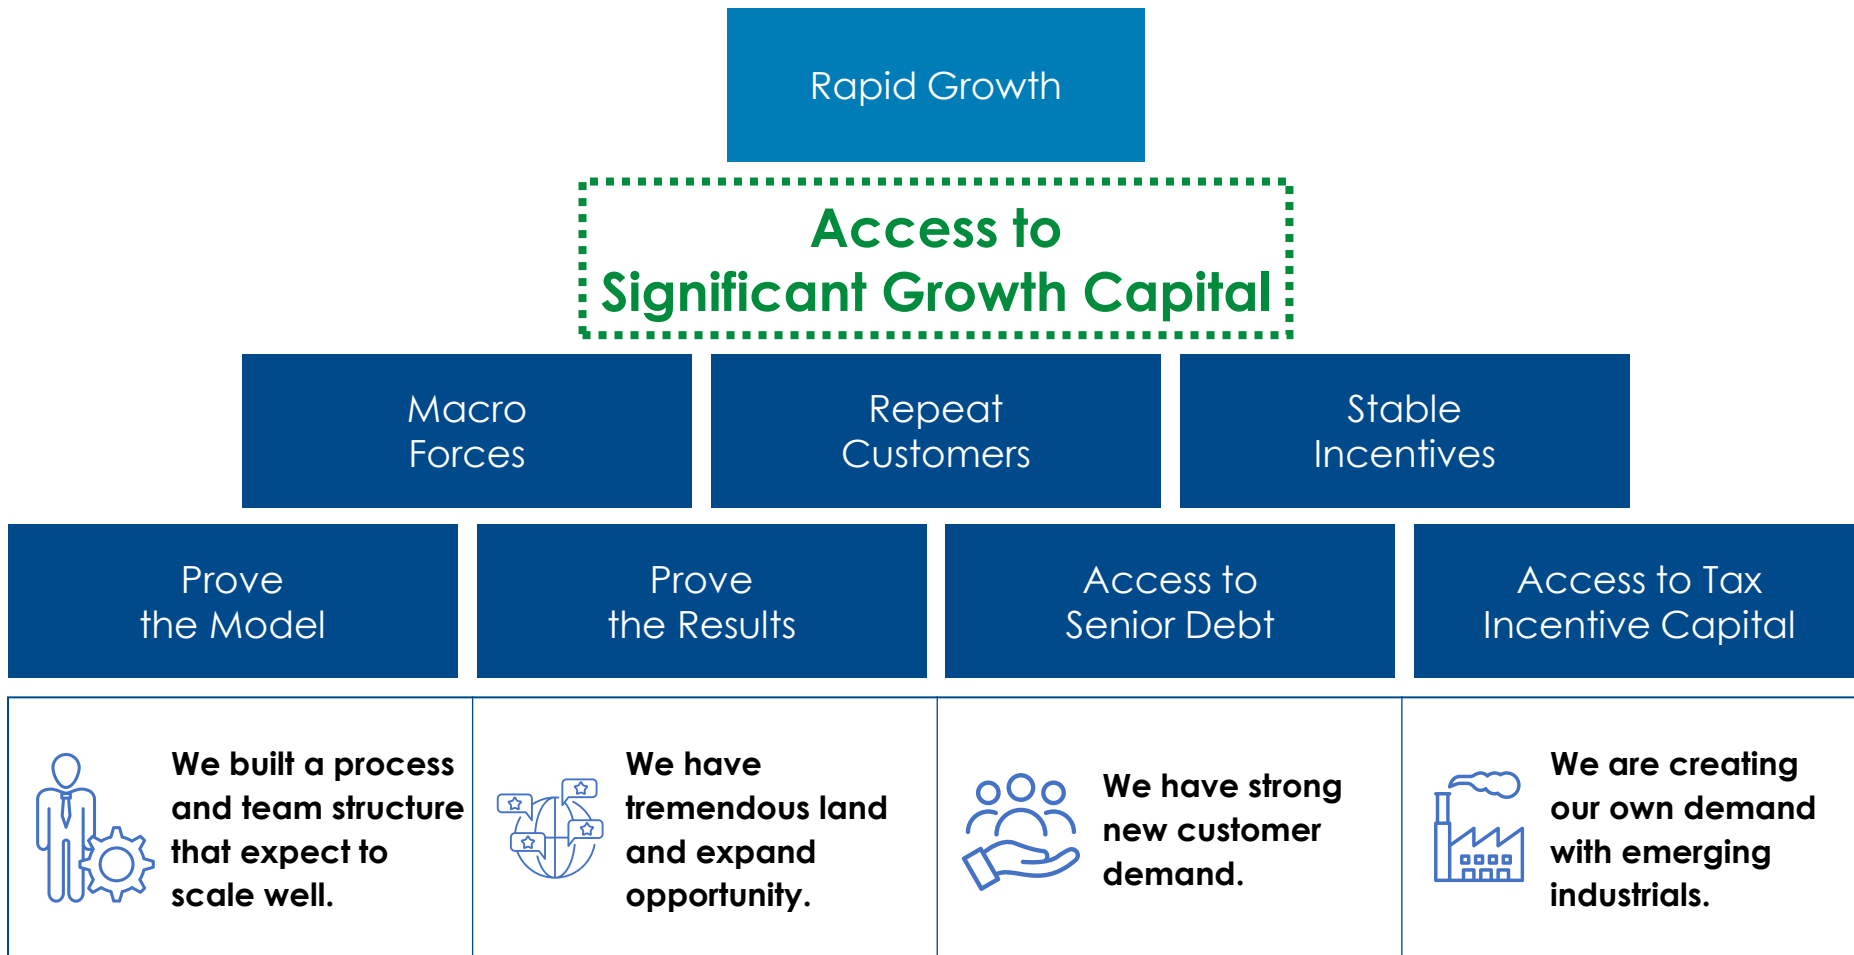 Rapid Growth
Access to
Significant Growth Capital
Macro
Forces
Repeat
Customers
Stable
Incentives
Prove
the Model
Prove
the Results
Access to
Senior Debt
Access to Tax
Incentive Capital
We built a process
and team structure
that expect to
scale well.
We have
tremendous land
and expand
opportunity.
We have strong
new customer
demand.
We are creating
our own demand
with emerging
industrials.